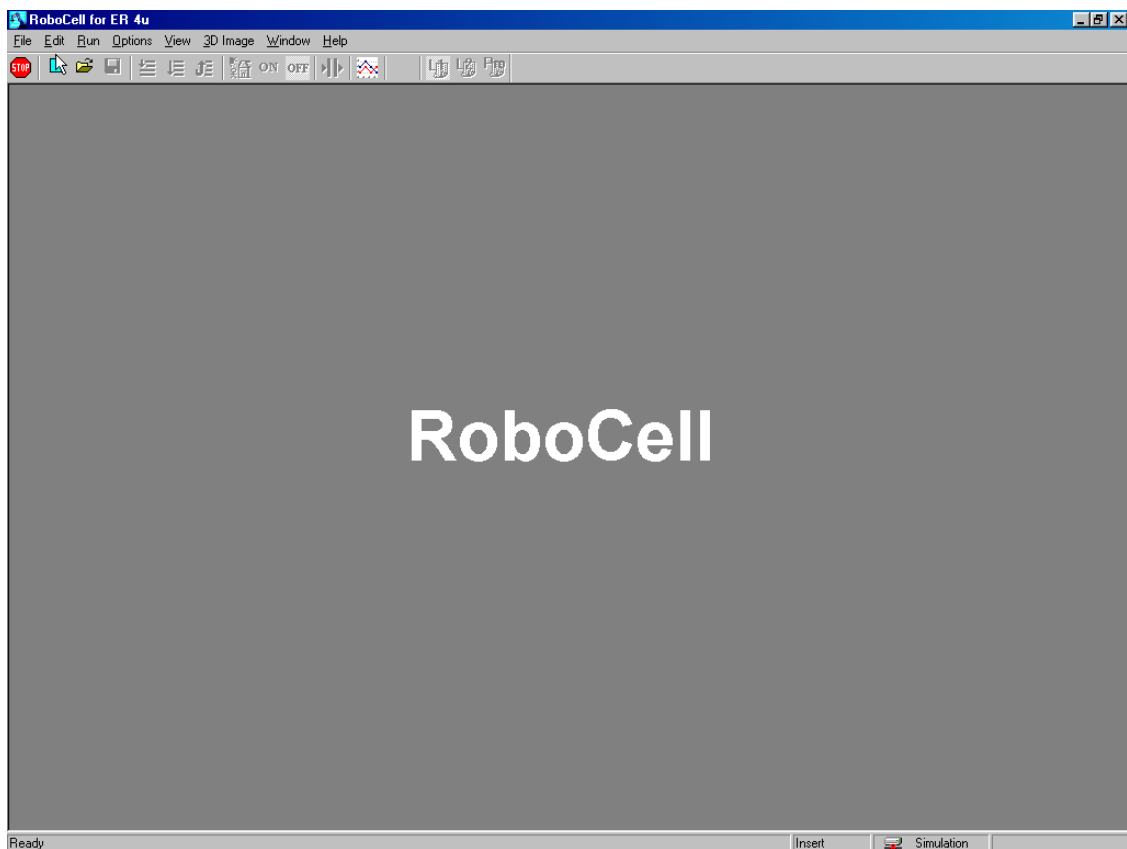 RoboCell for ER 4u
File Edit Run Options View 3D Image Window Help
STOP ON OFF
RoboCell
Ready Insert Simulation